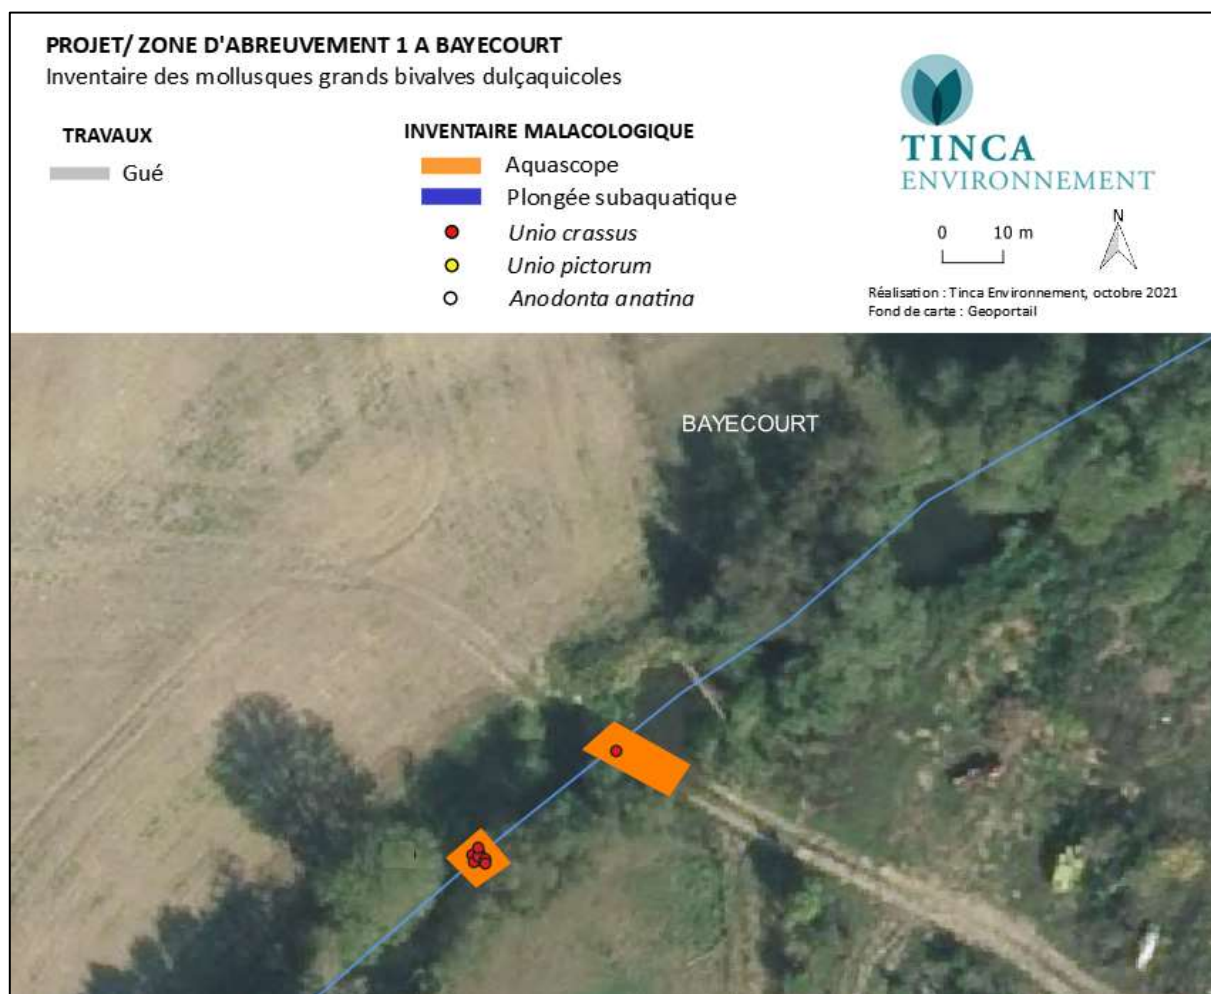 PROJET/ ZONE D'ABREUVEMENT 1 A BAYECOURT
Inventaire des mollusques grands bivalves dulçaquicoles
TRAVAUX
Gué
INVENTAIRE MALACOLOGIQUE
Aquascope
Plongée subaquatique
Unio crassus
Unio pictorum
Anodonta anatina
TINCA
ENVIRONNEMENT
0 10 m
N
Réalisation : Tinca Environnement, octobre 2021
Fond de carte : Geoportail
BAYECOURT